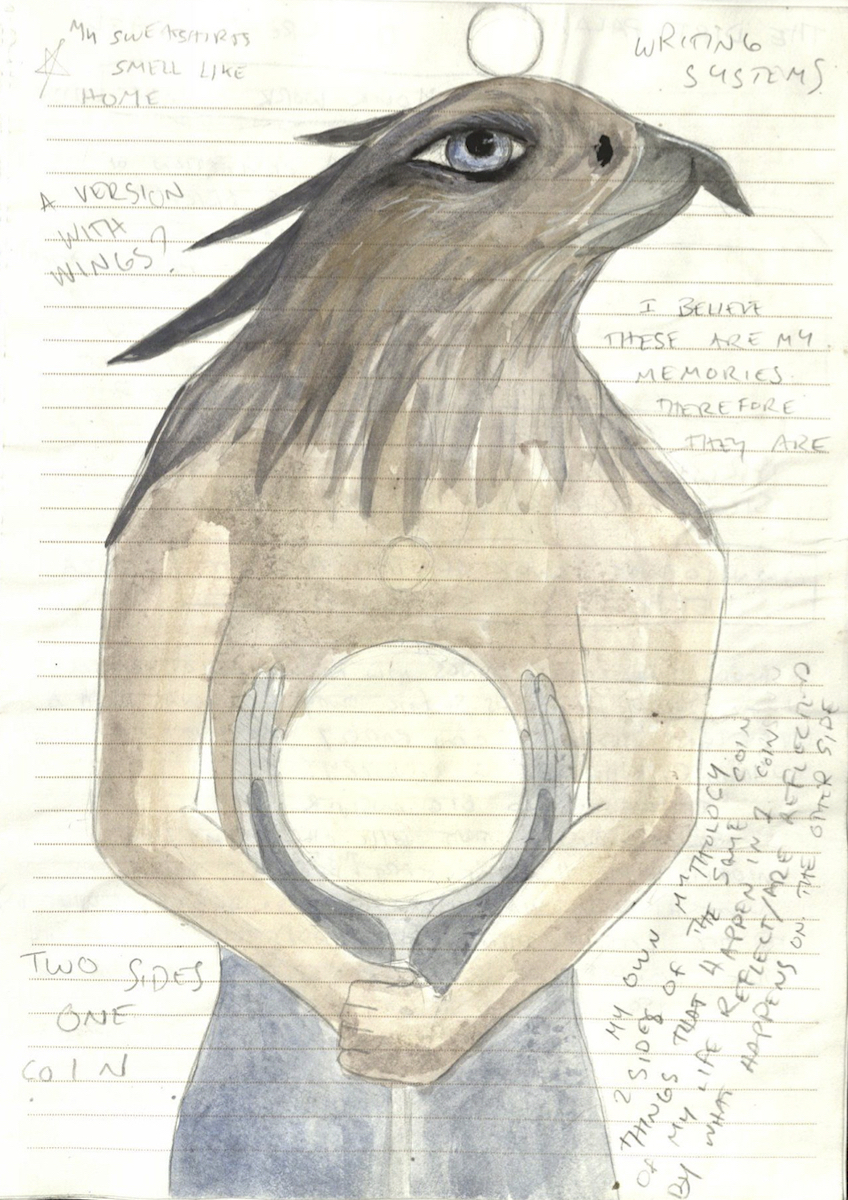 MY SWEATSHIRTS
SMELL LIKE
HOME
WRITING
SYSTEMS
A VERSION
WITH
WINGS?
I BELIEVE
THESE ARE MY
MEMORIES
THEREFORE
THEY ARE
TWO SIDES
ONE
COIN
MY OWN MYTHOLOGY
2 SIDES OF THE SAME COIN
THINGS THAT HAPPEN IN 1 COIN
OF MY LIFE REFLECT/ARE REFLECTED
BY WHAT HAPPENS ON THE OTHER SIDE